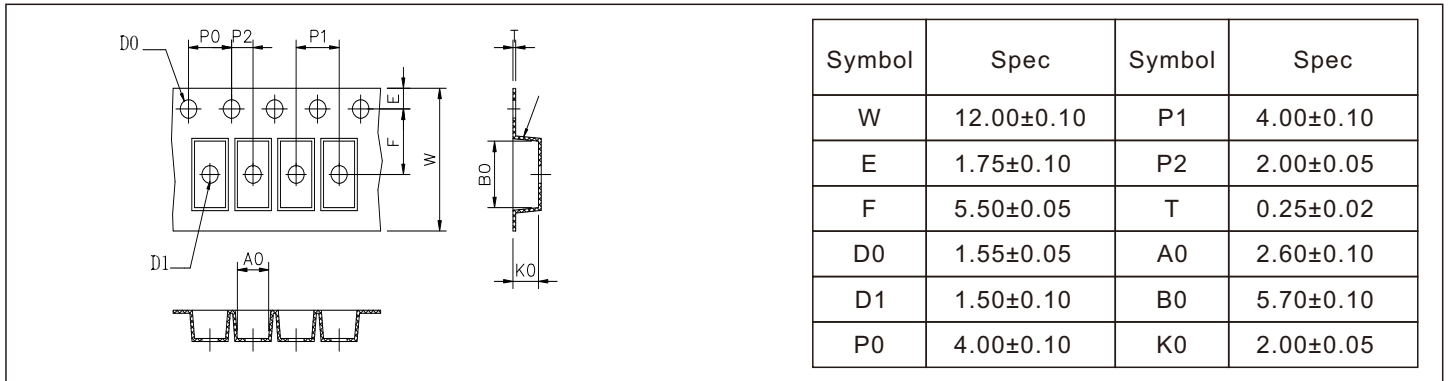 D0
P0
P2
P1
E
F
W
D1
A0
T
B0
K0
Symbol Spec Symbol Spec
W 12.00±0.10 P1 4.00±0.10
E 1.75±0.10 P2 2.00±0.05
F 5.50±0.05 T 0.25±0.02
D0 1.55±0.05 A0 2.60±0.10
D1 1.50±0.10 B0 5.70±0.10
P0 4.00±0.10 K0 2.00±0.05